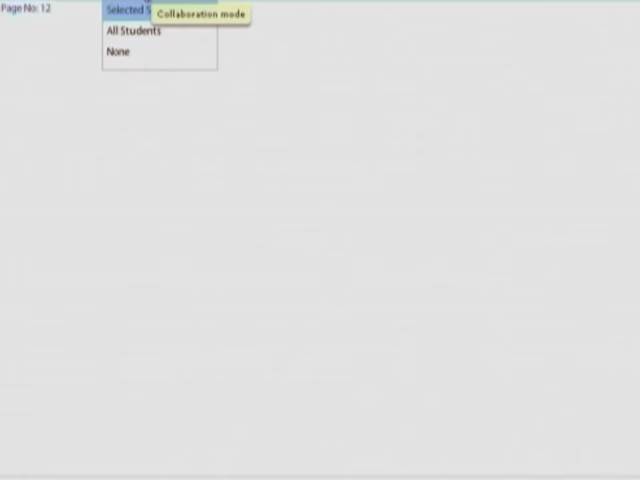 Page No: 12
Selected S
Collaboration mode
All Students
None